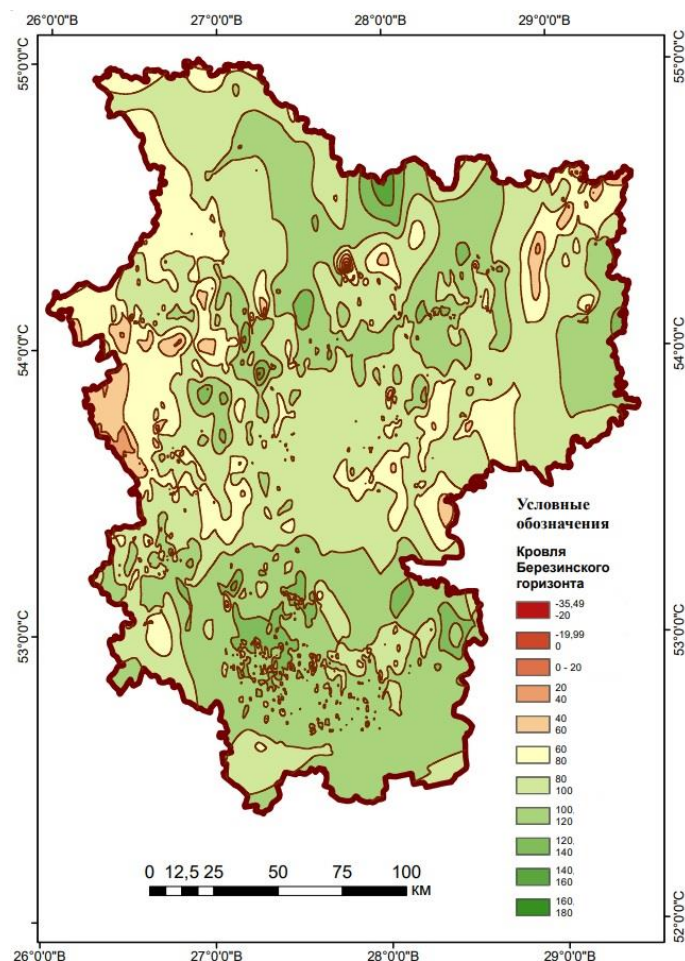 26°0'0"В 27°0'0"В 28°0'0"В 29°0'0"В
55°0'0"С 55°0'0"С
54°0'0"С 54°0'0"С
53°0'0"С 53°0'0"С
52°0'0"С
Условные
обозначения
Кровля
Березинского
горизонта
-35,49
-20
-19,99
0
0 - 20
20
40
40
60
60
80
80
100
100,
120
120,
140
140,
160
160,
180
0 12,5 25 50 75 100
КМ
26°0'0"В 27°0'0"В 28°0'0"В 29°0'0"В